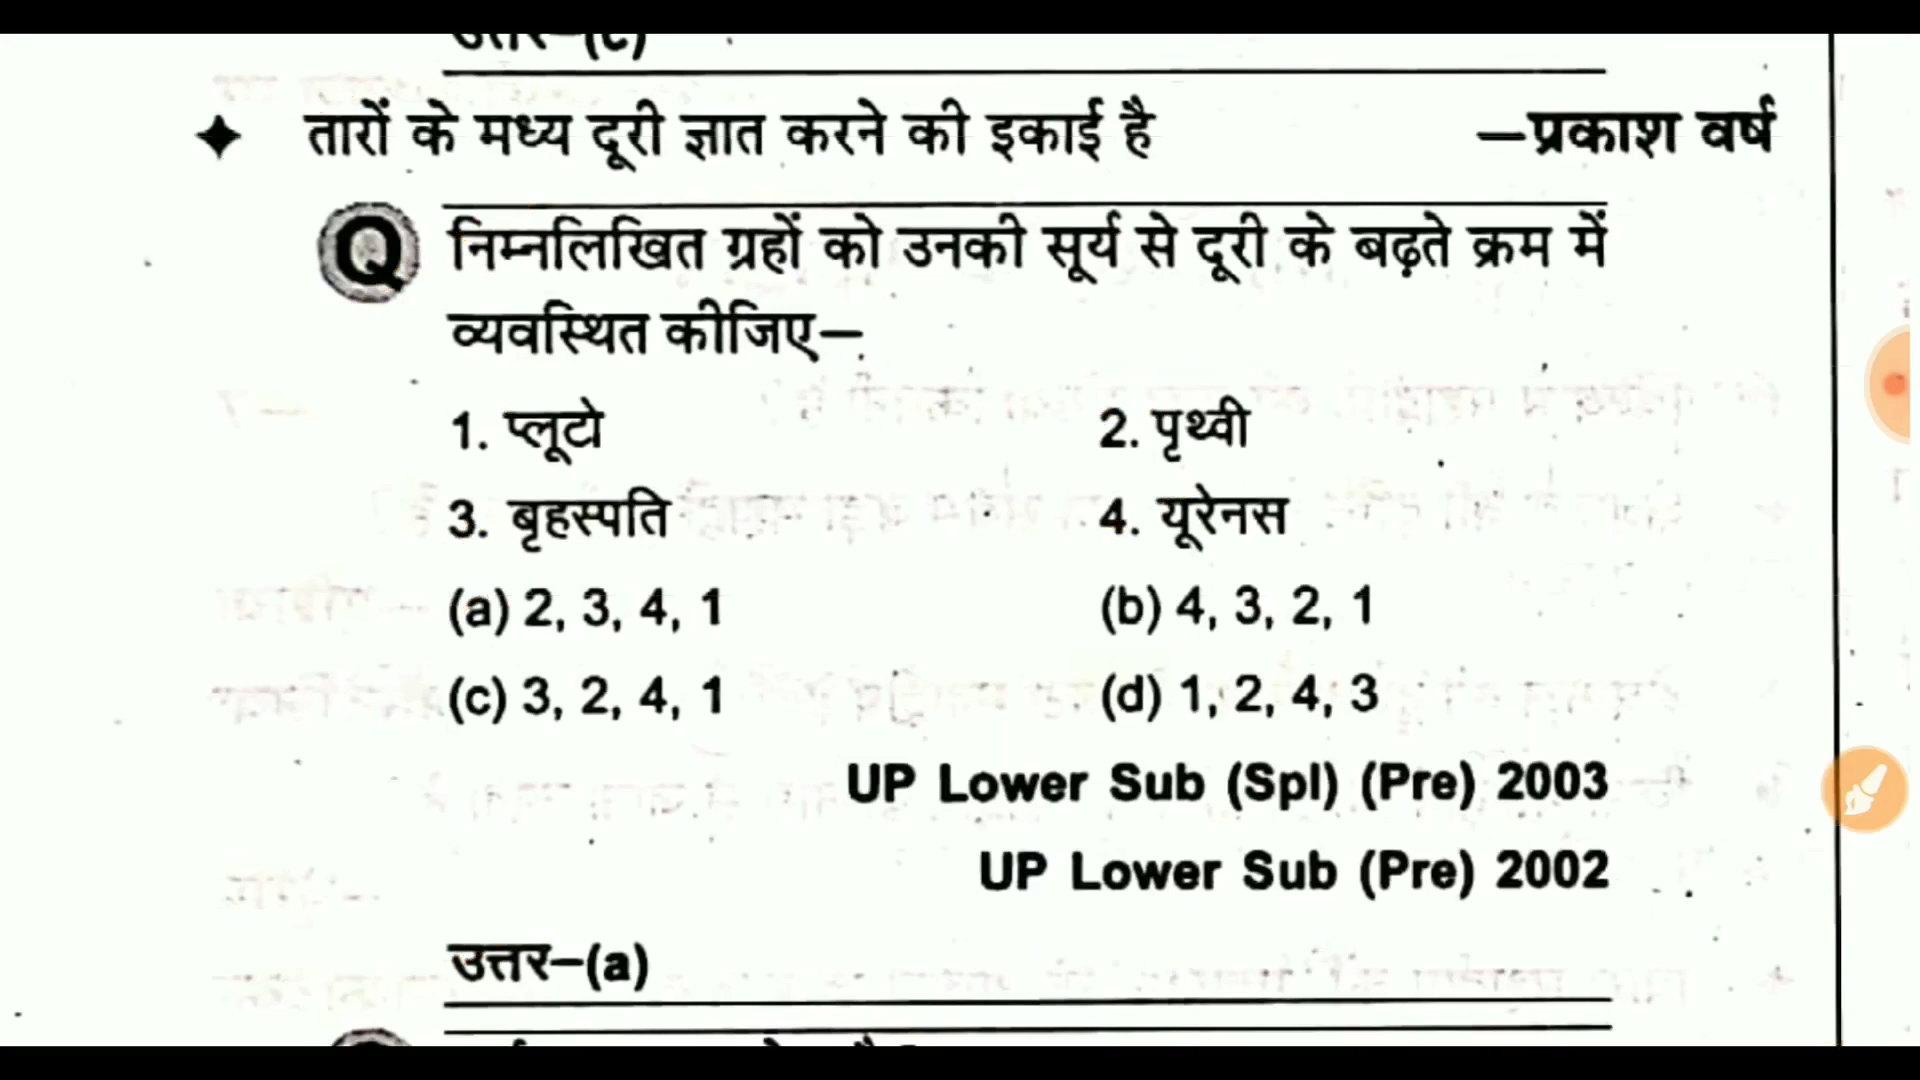 उत्तर–(c)
✦ तारों के मध्य दूरी ज्ञात करने की इकाई है –प्रकाश वर्ष
Q निम्नलिखित ग्रहों को उनकी सूर्य से दूरी के बढ़ते क्रम में
व्यवस्थित कीजिए–
1. प्लूटो 2. पृथ्वी
3. बृहस्पति 4. यूरेनस
(a) 2, 3, 4, 1 (b) 4, 3, 2, 1
(c) 3, 2, 4, 1 (d) 1, 2, 4, 3
UP Lower Sub (Spl) (Pre) 2003
UP Lower Sub (Pre) 2002
उत्तर–(a)